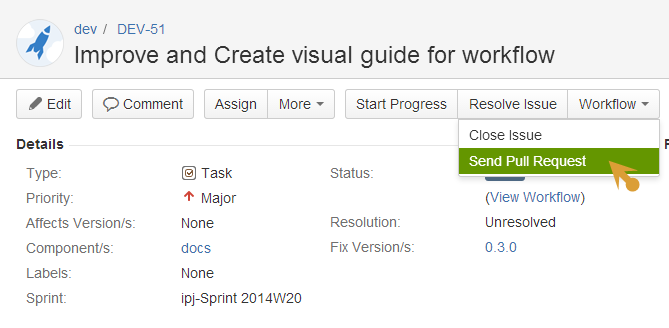 dev / DEV-51
Improve and Create visual guide for workflow
Edit Comment Assign More Start Progress Resolve Issue Workflow
Close Issue
Send Pull Request
Details
Type: Task Status:
Priority: Major (View Workflow)
Affects Version/s: None Resolution: Unresolved
Component/s: docs Fix Version/s: 0.3.0
Labels: None
Sprint: ipj-Sprint 2014W20